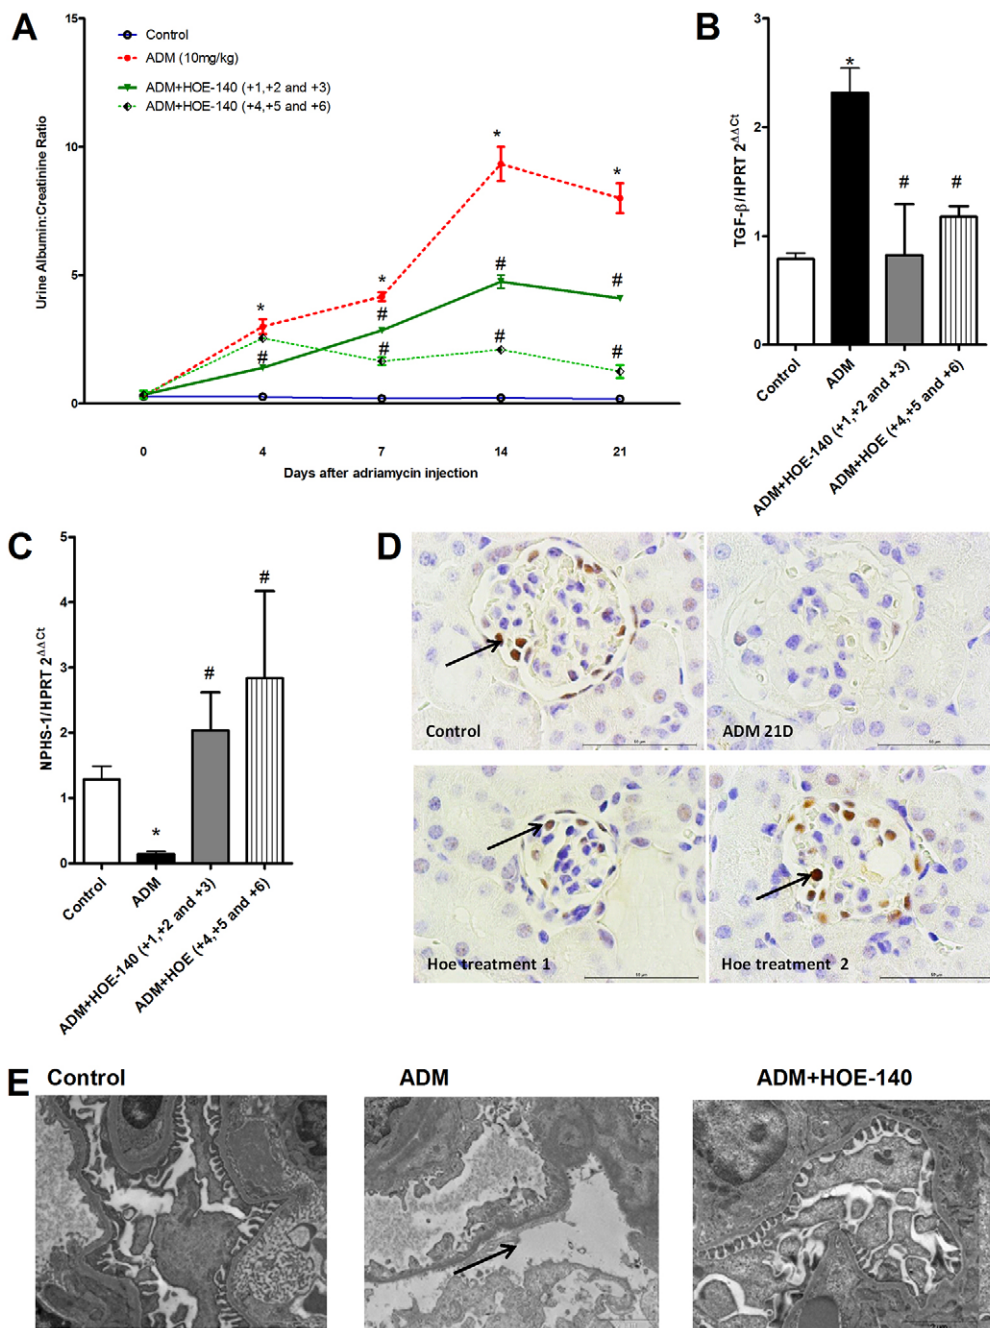 A
15
10
5
0
Urine Albumin:Creatinine Ratio
Control
ADM (10mg/kg)
ADM+HOE-140 (+1,+2 and +3)
ADM+HOE-140 (+4,+5 and +6)
*
*
*
*
#
#
#
#
#
#
#
0
4
7
14
21
Days after adriamycin injection
B
3
2
1
0
TGF-β/HPRT 2ΔΔCt
*
#
#
Control
ADM
ADM+HOE-140 (+1,+2 and +3)
ADM+HOE (+4,+5 and +6)
C
5
4
3
2
1
0
NPHS-1/HPRT 2ΔΔCt
*
#
#
Control
ADM
ADM+HOE-140 (+1,+2 and +3)
ADM+HOE (+4,+5 and +6)
D
Control
ADM 21D
Hoe treatment 1
Hoe treatment 2
E
Control
ADM
ADM+HOE-140